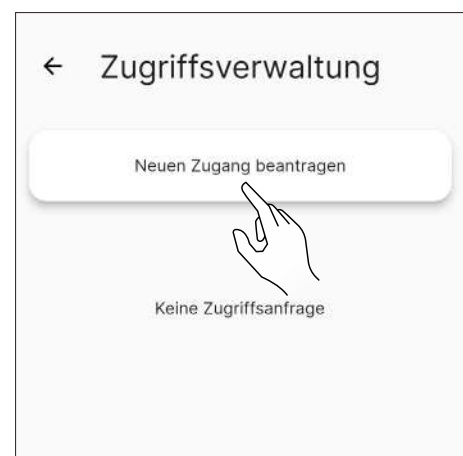 Zugriffsverwaltung
Neuen Zugang beantragen
Keine Zugriffsanfrage